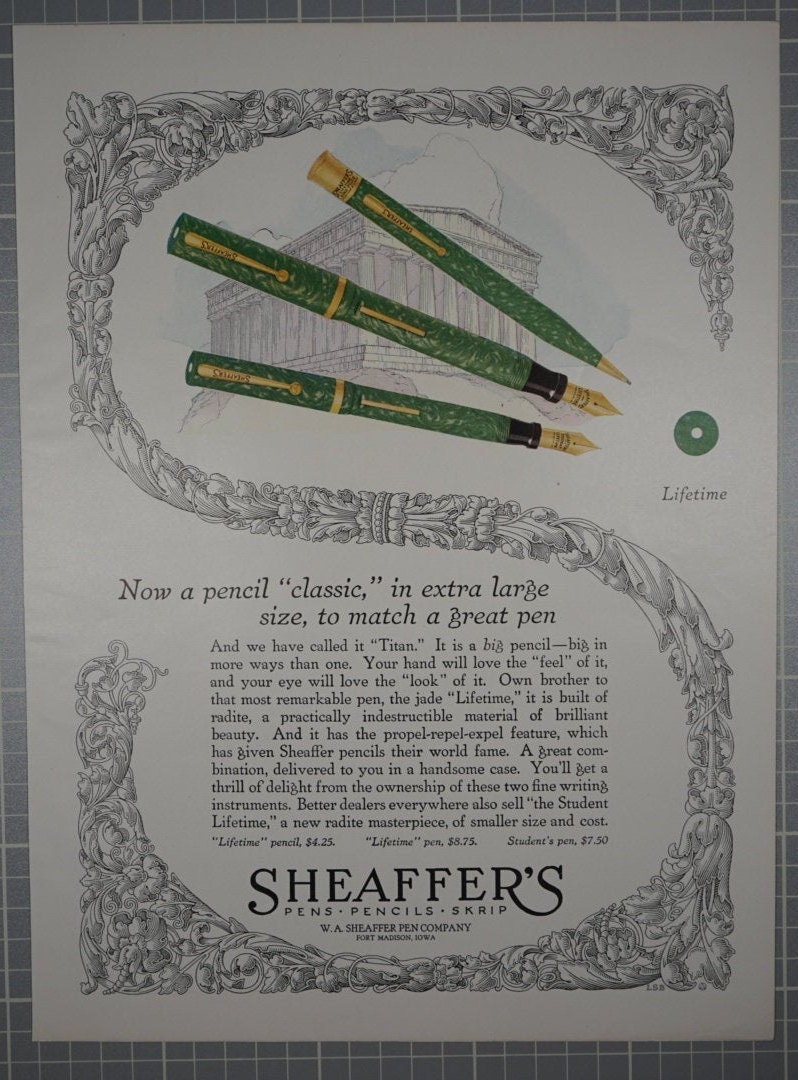 SHEAFFER'S
SHEAFFER'S
SHEAFFER'S
Lifetime
Now a pencil "classic," in extra large
size, to match a great pen
And we have called it "Titan." It is a big pencil—big in
more ways than one. Your hand will love the "feel" of it,
and your eye will love the "look" of it. Own brother to
that most remarkable pen, the jade "Lifetime," it is built of
radite, a practically indestructible material of brilliant
beauty. And it has the propel-repel-expel feature, which
has given Sheaffer pencils their world fame. A great com-
bination, delivered to you in a handsome case. You'll get a
thrill of delight from the ownership of these two fine writing
instruments. Better dealers everywhere also sell "the Student
Lifetime," a new radite masterpiece, of smaller size and cost.
"Lifetime" pencil, $4.25. "Lifetime" pen, $8.75. Student's pen, $7.50
SHEAFFER'S
PENS · PENCILS · SKRIP
W. A. SHEAFFER PEN COMPANY
FORT MADISON, IOWA